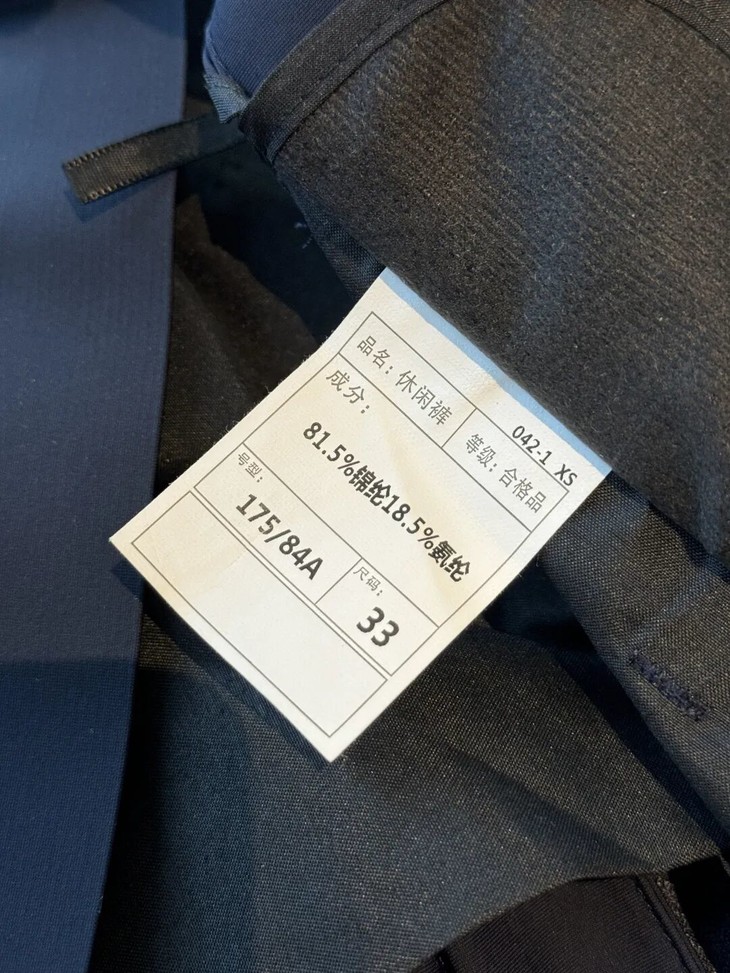 品名：休闲裤
042-1 XS
等级：合格品
成分：
81.5%锦纶18.5%氨纶
号型：
175/84A
尺码：
33